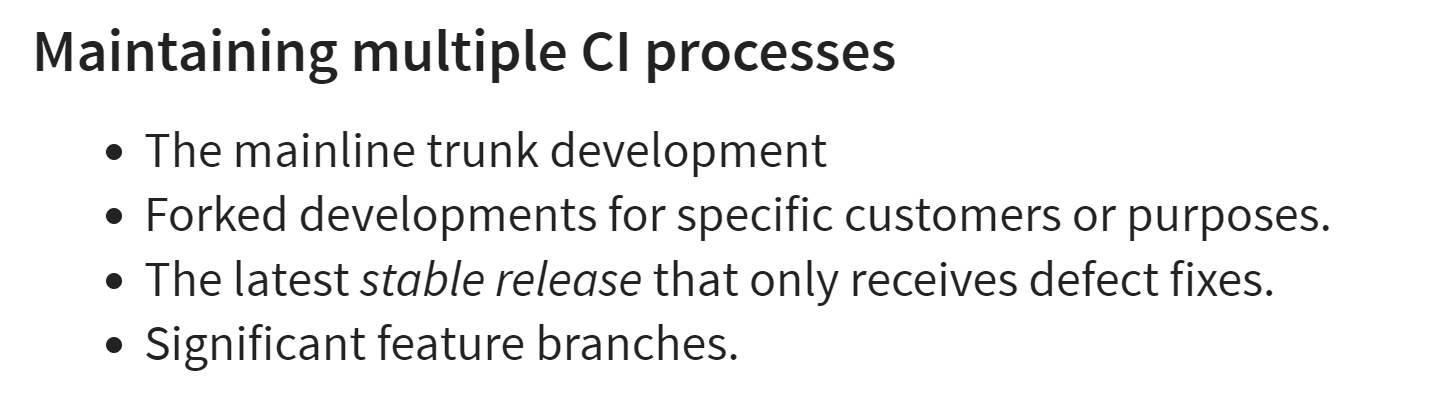 Maintaining multiple CI processes
• The mainline trunk development
• Forked developments for specific customers or purposes.
• The latest stable release that only receives defect fixes.
• Significant feature branches.